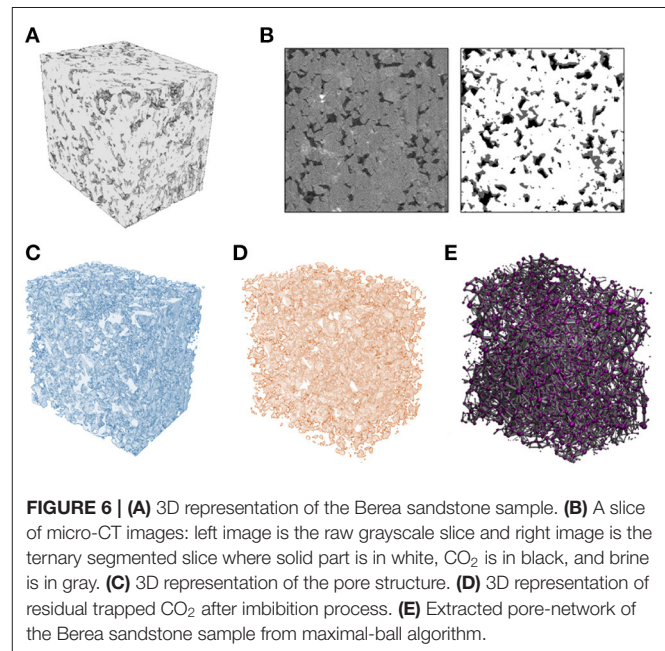 A
B
C
D
E
FIGURE 6 | (A) 3D representation of the Berea sandstone sample. (B) A slice
of micro-CT images: left image is the raw grayscale slice and right image is the
ternary segmented slice where solid part is in white, CO₂ is in black, and brine
is in gray. (C) 3D representation of the pore structure. (D) 3D representation of
residual trapped CO₂ after imbibition process. (E) Extracted pore-network of
the Berea sandstone sample from maximal-ball algorithm.